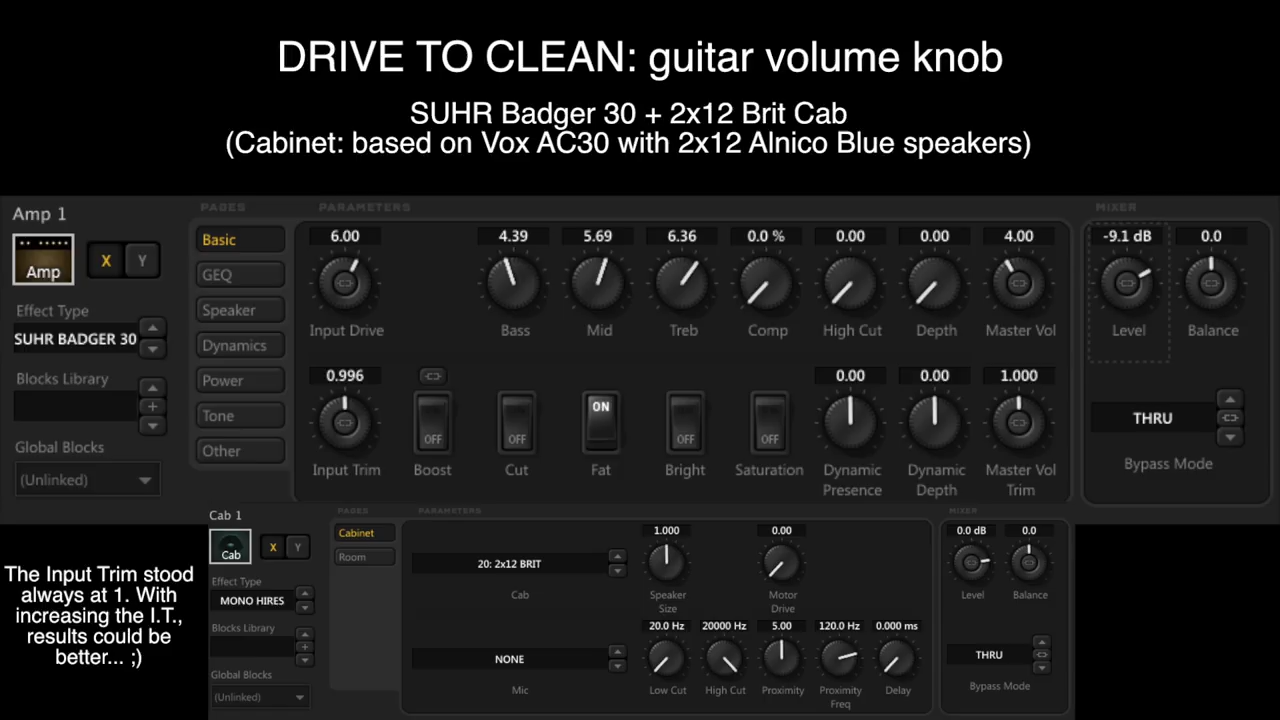 DRIVE TO CLEAN: guitar volume knob
SUHR Badger 30 + 2x12 Brit Cab
(Cabinet: based on Vox AC30 with 2x12 Alnico Blue speakers)
Amp 1
PAGES
PARAMETERS
MIXER
Amp
X
Y
Effect Type
SUHR BADGER 30
Blocks Library
Global Blocks
(Unlinked)
Basic
GEQ
Speaker
Dynamics
Power
Tone
Other
6.00
4.39
5.69
6.36
0.0 %
0.00
0.00
4.00
Input Drive
Bass
Mid
Treb
Comp
High Cut
Depth
Master Vol
0.996
0.00
0.00
1.000
OFF
OFF
ON
OFF
OFF
Input Trim
Boost
Cut
Fat
Bright
Saturation
Dynamic Presence
Dynamic Depth
Master Vol Trim
-9.1 dB
0.0
Level
Balance
THRU
Bypass Mode
The Input Trim stood
always at 1. With
increasing the I.T.,
results could be
better... ;)
Cab 1
PAGES
PARAMETERS
MIXER
Cab
X
Y
Effect Type
MONO HIRES
Blocks Library
Global Blocks
(Unlinked)
Cabinet
Room
20: 2x12 BRIT
Cab
1.000
0.00
Speaker Size
Motor Drive
NONE
Mic
20.0 Hz
20000 Hz
5.00
120.0 Hz
0.000 ms
Low Cut
High Cut
Proximity
Proximity Freq
Delay
0.0 dB
0.0
Level
Balance
THRU
Bypass Mode